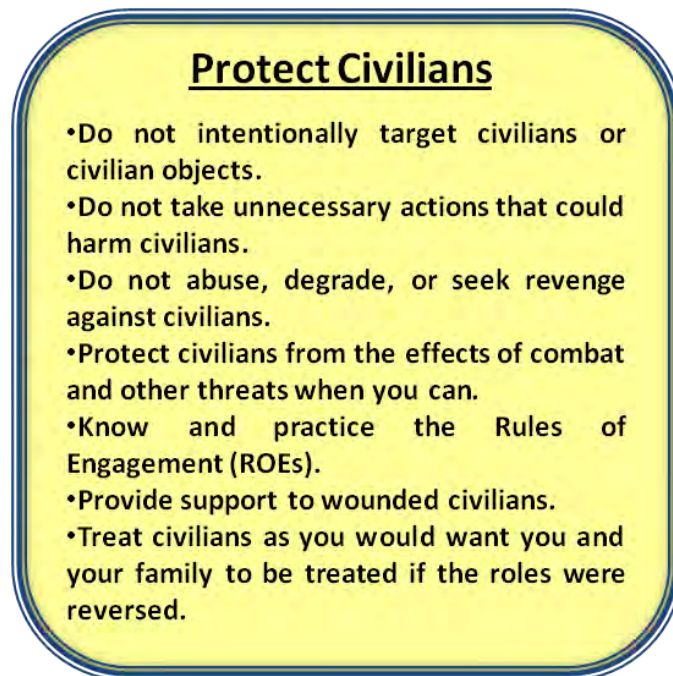 Protect Civilians
•Do not intentionally target civilians or
civilian objects.
•Do not take unnecessary actions that could
harm civilians.
•Do not abuse, degrade, or seek revenge
against civilians.
•Protect civilians from the effects of combat
and other threats when you can.
•Know and practice the Rules of
Engagement (ROEs).
•Provide support to wounded civilians.
•Treat civilians as you would want you and
your family to be treated if the roles were
reversed.